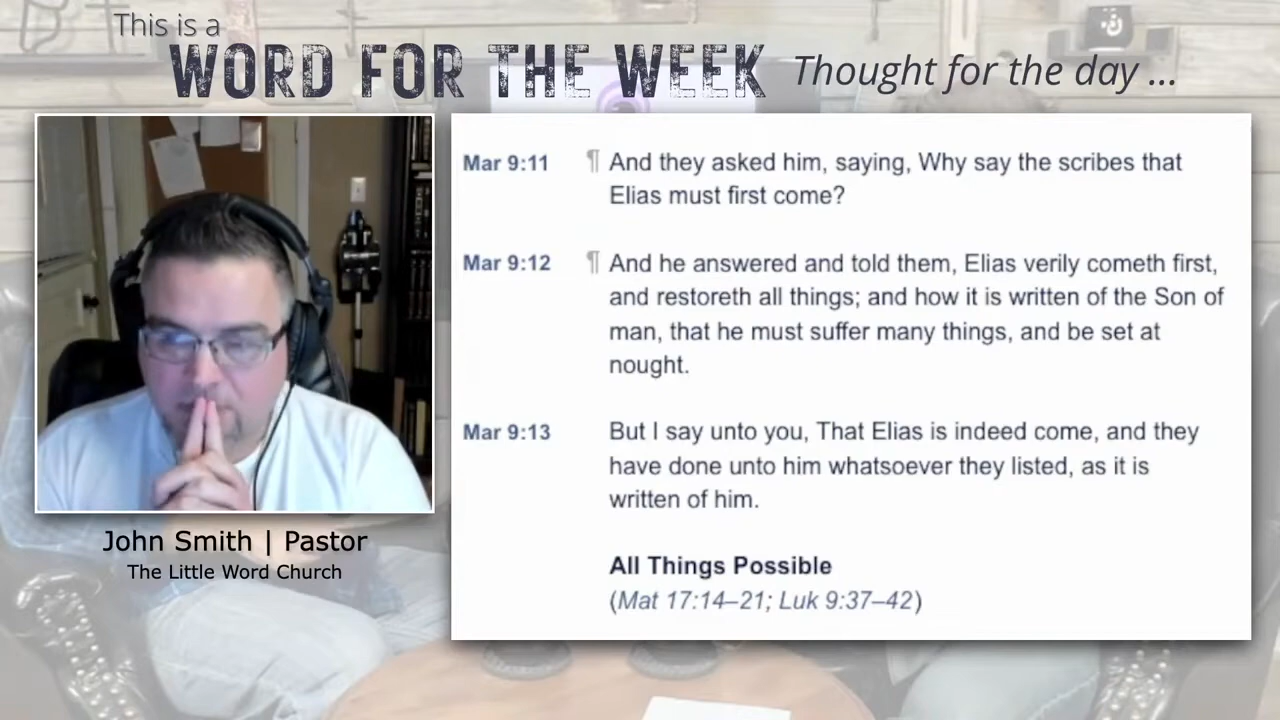 This is a
WORD FOR THE WEEK Thought for the day ...
Mar 9:11 ¶ And they asked him, saying, Why say the scribes that
Elias must first come?
Mar 9:12 ¶ And he answered and told them, Elias verily cometh first,
and restoreth all things; and how it is written of the Son of
man, that he must suffer many things, and be set at
nought.
Mar 9:13 But I say unto you, That Elias is indeed come, and they
have done unto him whatsoever they listed, as it is
written of him.
All Things Possible
(Mat 17:14–21; Luk 9:37–42)
John Smith | Pastor
The Little Word Church